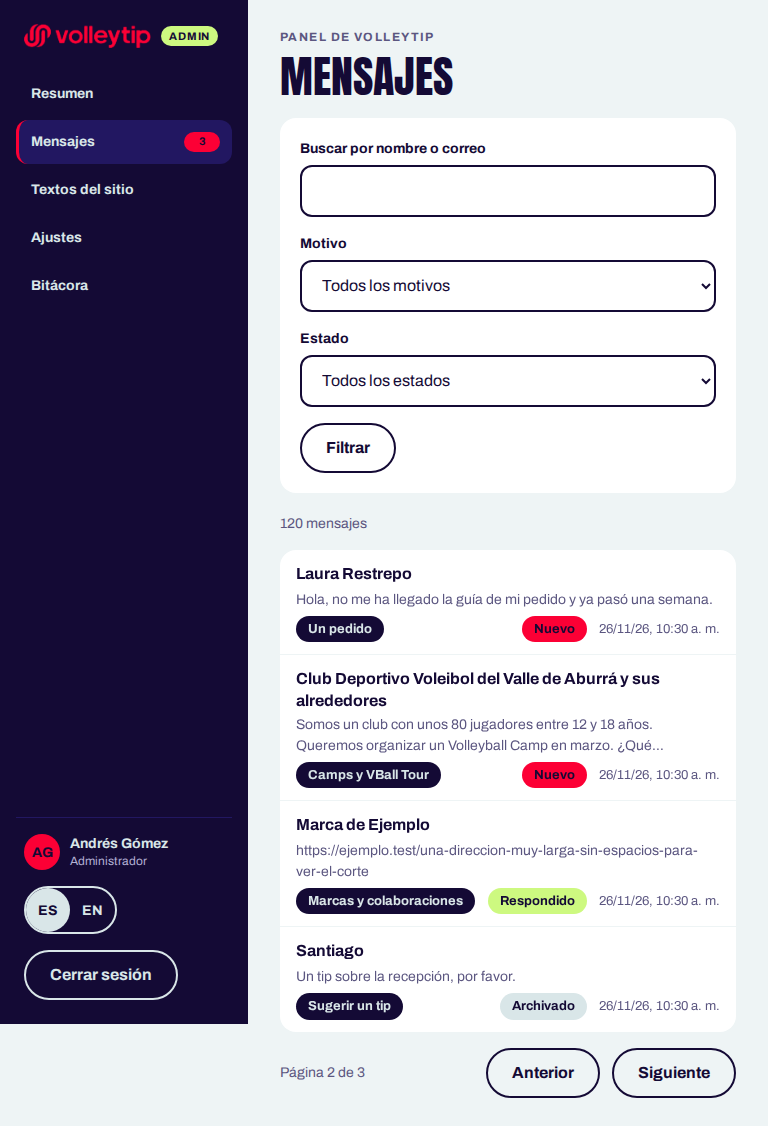 volleytip ADMIN
Resumen
Mensajes 3
Textos del sitio
Ajustes
Bitácora
AG Andrés Gómez
Administrador
ES EN
Cerrar sesión
PANEL DE VOLLEYTIP
MENSAJES
Buscar por nombre o correo
Motivo
Todos los motivos
Estado
Todos los estados
Filtrar
120 mensajes
Laura Restrepo
Hola, no me ha llegado la guía de mi pedido y ya pasó una semana.
Un pedido Nuevo 26/11/26, 10:30 a. m.
Club Deportivo Voleibol del Valle de Aburrá y sus
alrededores
Somos un club con unos 80 jugadores entre 12 y 18 años.
Queremos organizar un Volleyball Camp en marzo. ¿Qué…
Camps y VBall Tour Nuevo 26/11/26, 10:30 a. m.
Marca de Ejemplo
https://ejemplo.test/una-direccion-muy-larga-sin-espacios-para-
ver-el-corte
Marcas y colaboraciones Respondido 26/11/26, 10:30 a. m.
Santiago
Un tip sobre la recepción, por favor.
Sugerir un tip Archivado 26/11/26, 10:30 a. m.
Página 2 de 3 Anterior Siguiente